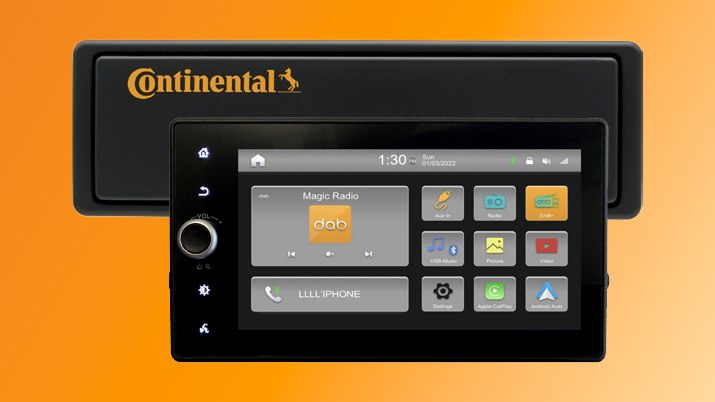 Continental
1:30 PM
Sun
01/03/2022
dab
Magic Radio
dab
Aux In
Radio
DAB+
USB-Music
Picture
Video
LLLL'IPHONE
Settings
Apple CarPlay
Android Auto
VOL